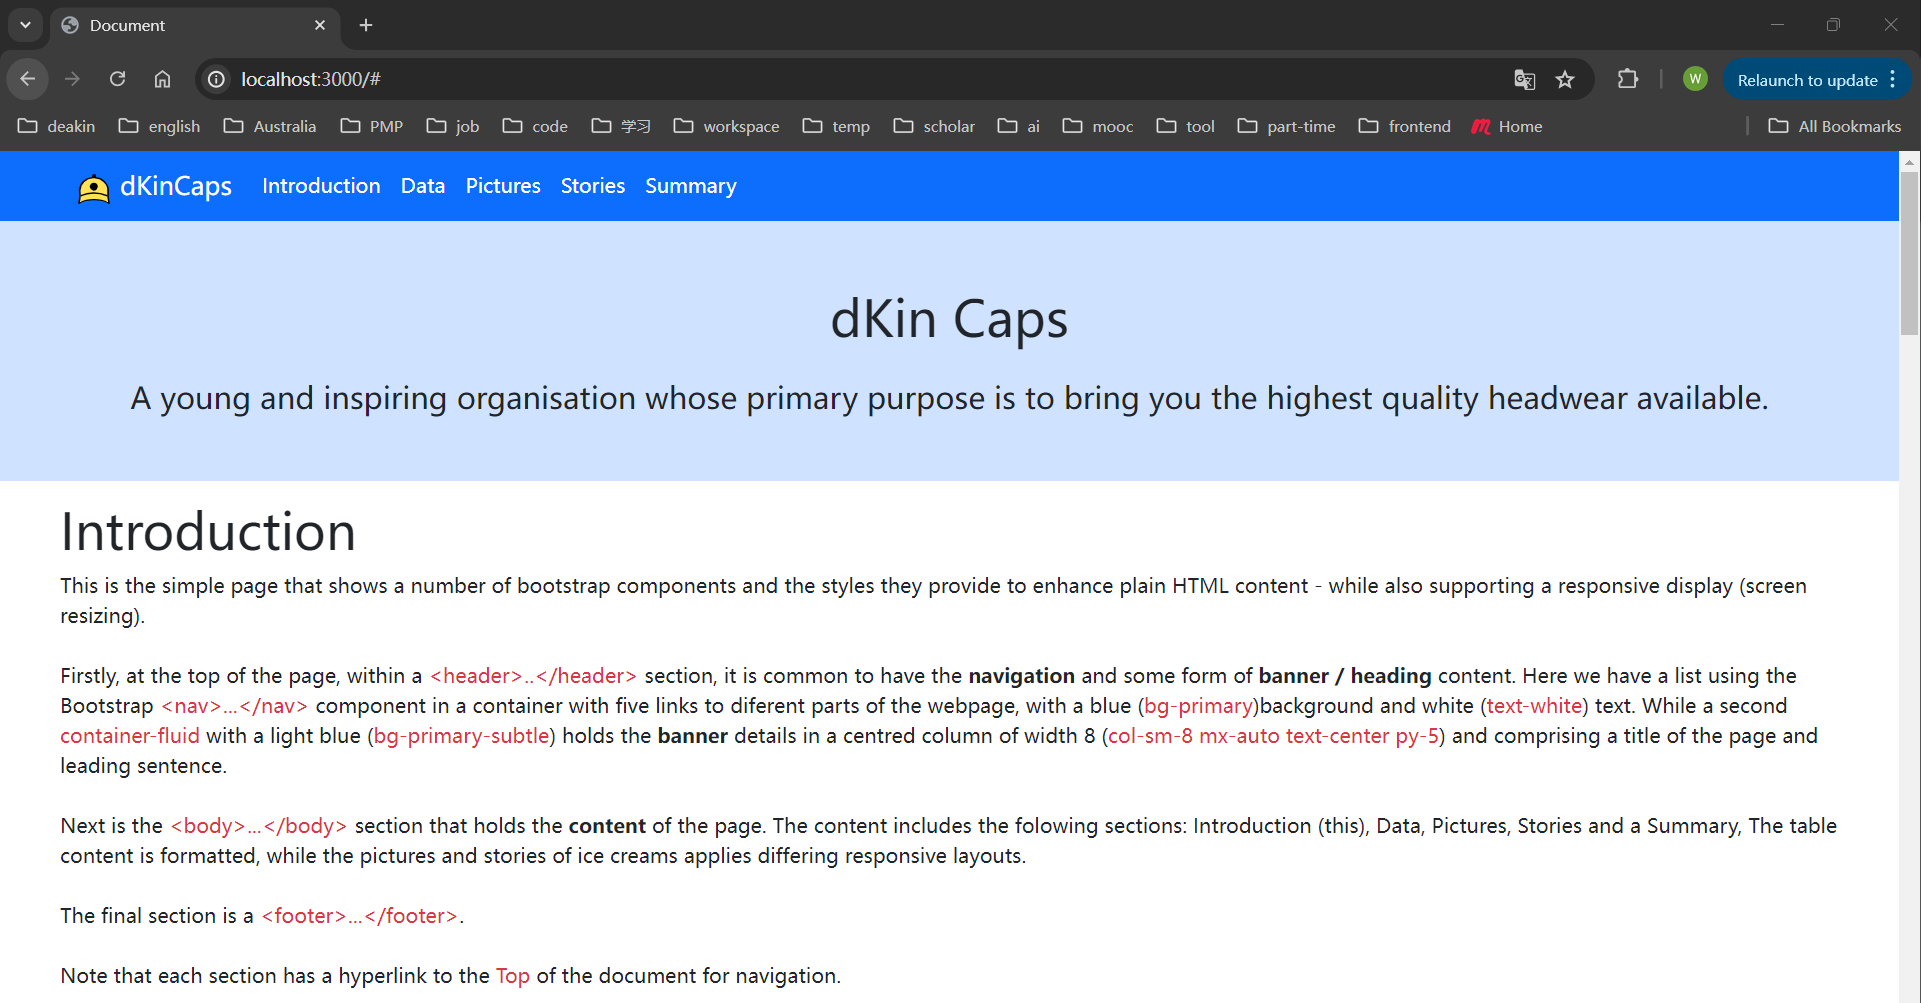 Document
localhost:3000/#
W
Relaunch to update
deakin english Australia PMP job code 学习 workspace temp scholar ai mooc tool part-time frontend Home All Bookmarks
dKinCaps Introduction Data Pictures Stories Summary
dKin Caps
A young and inspiring organisation whose primary purpose is to bring you the highest quality headwear available.
Introduction
This is the simple page that shows a number of bootstrap components and the styles they provide to enhance plain HTML content - while also supporting a responsive display (screen
resizing).
Firstly, at the top of the page, within a <header>..</header> section, it is common to have the navigation and some form of banner / heading content. Here we have a list using the
Bootstrap <nav>...</nav> component in a container with five links to diferent parts of the webpage, with a blue (bg-primary)background and white (text-white) text. While a second
container-fluid with a light blue (bg-primary-subtle) holds the banner details in a centred column of width 8 (col-sm-8 mx-auto text-center py-5) and comprising a title of the page and
leading sentence.
Next is the <body>...</body> section that holds the content of the page. The content includes the folowing sections: Introduction (this), Data, Pictures, Stories and a Summary, The table
content is formatted, while the pictures and stories of ice creams applies differing responsive layouts.
The final section is a <footer>...</footer>.
Note that each section has a hyperlink to the Top of the document for navigation.